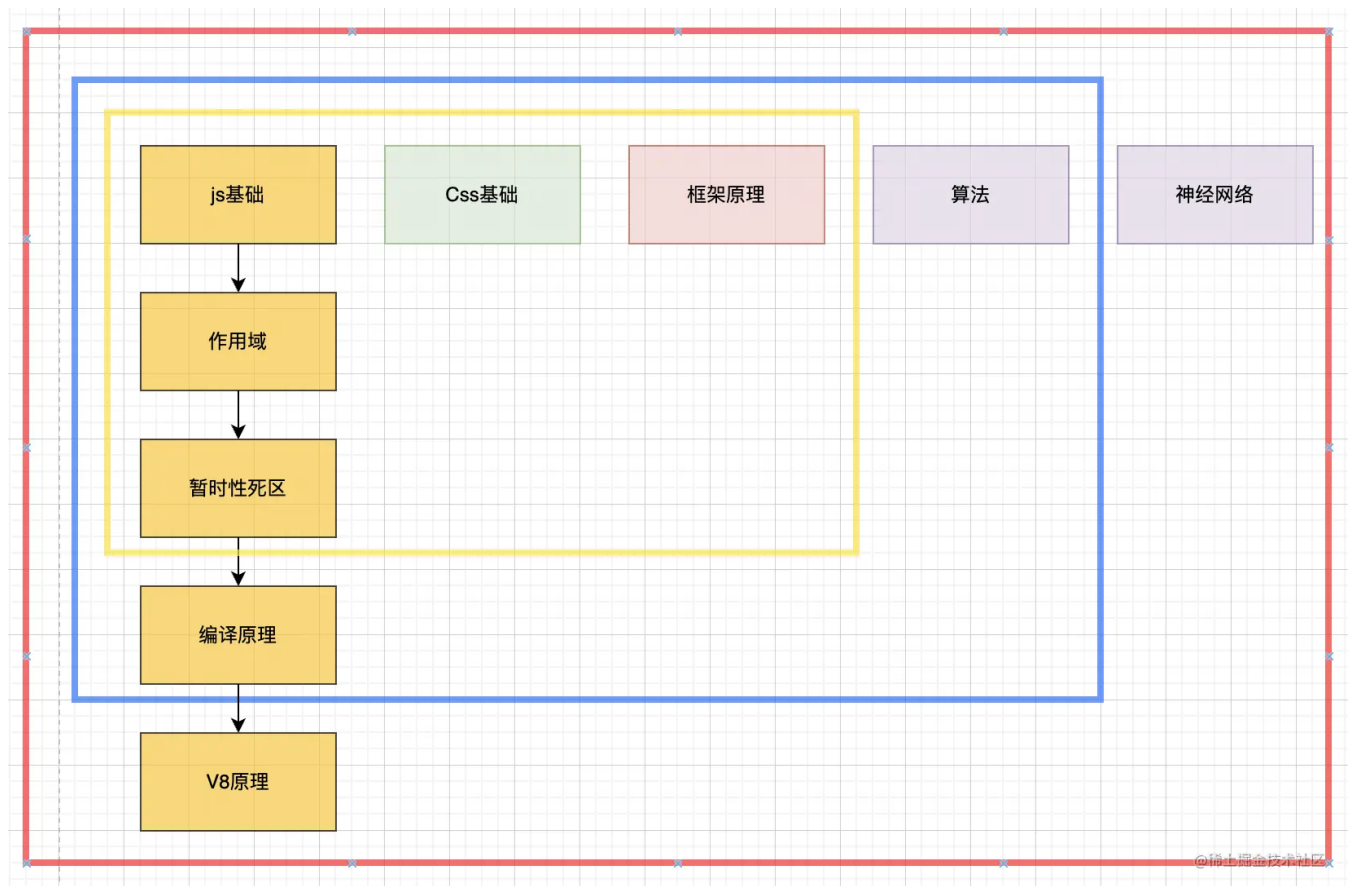 js基础
Css基础
框架原理
算法
神经网络
作用域
暂时性死区
编译原理
V8原理
@稀土掘金技术社区